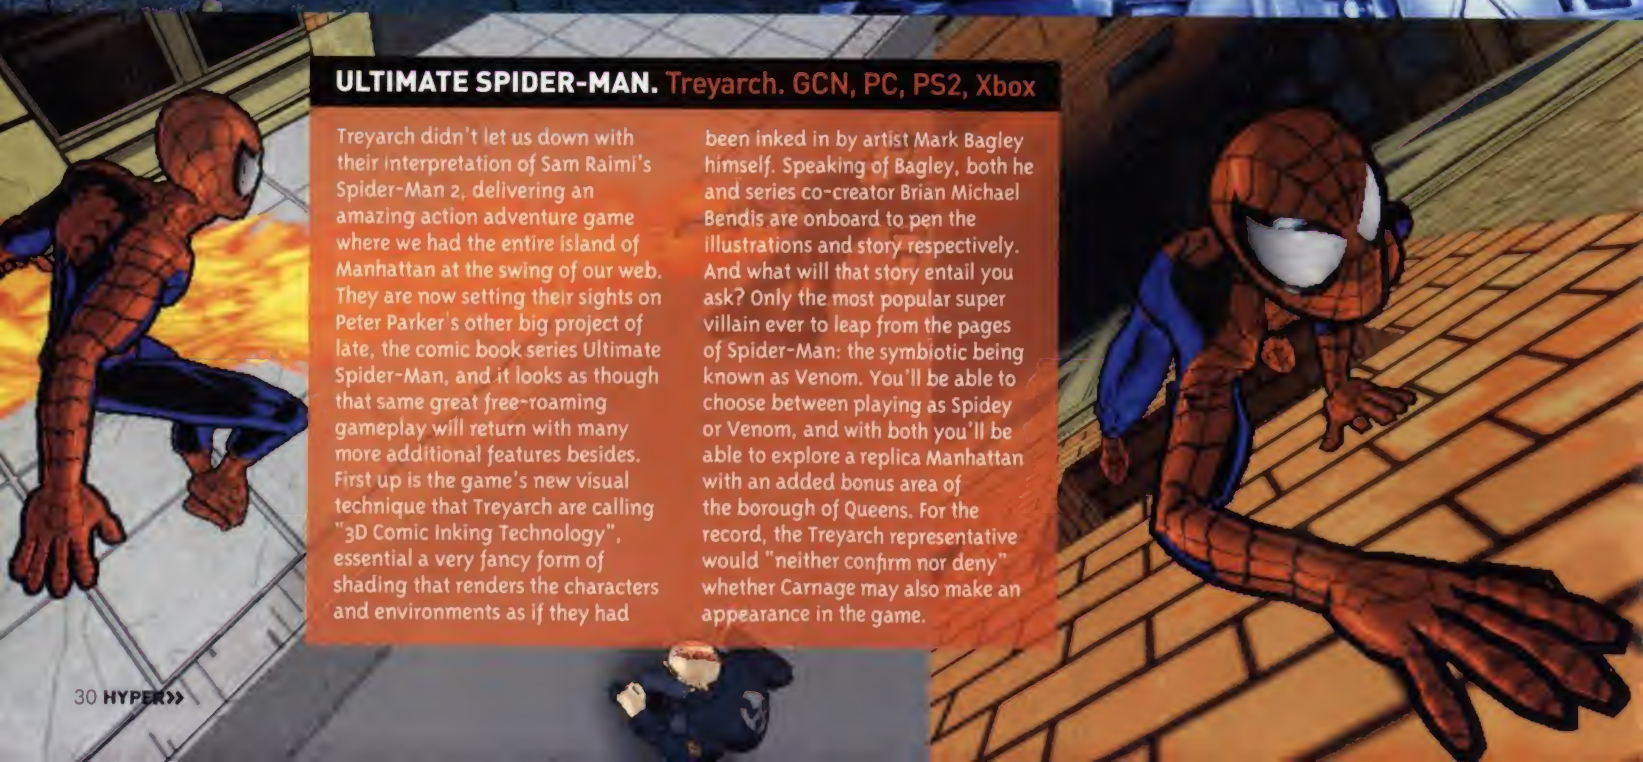 ULTIMATE SPIDER-MAN. Treyarch. GCN, PC, PS2, Xbox
Treyarch didn't let us down with
their interpretation of Sam Raimi's
Spider-Man 2, delivering an
amazing action adventure game
where we had the entire island of
Manhattan at the swing of our web.
They are now setting their sights on
Peter Parker's other big project of
late, the comic book series Ultimate
Spider-Man, and it looks as though
that same great free-roaming
gameplay will return with many
more additional features besides.
First up is the game's new visual
technique that Treyarch are calling
"3D Comic Inking Technology",
essential a very fancy form of
shading that renders the characters
and environments as if they had
been inked in by artist Mark Bagley
himself. Speaking of Bagley, both he
and series co-creator Brian Michael
Bendis are onboard to pen the
illustrations and story respectively.
And what will that story entail you
ask? Only the most popular super
villain ever to leap from the pages
of Spider-Man: the symbiotic being
known as Venom. You'll be able to
choose between playing as Spidey
or Venom, and with both you'll be
able to explore a replica Manhattan
with an added bonus area of
the borough of Queens. For the
record, the Treyarch representative
would "neither confirm nor deny"
whether Carnage may also make an
appearance in the game.
30 HYPER>>